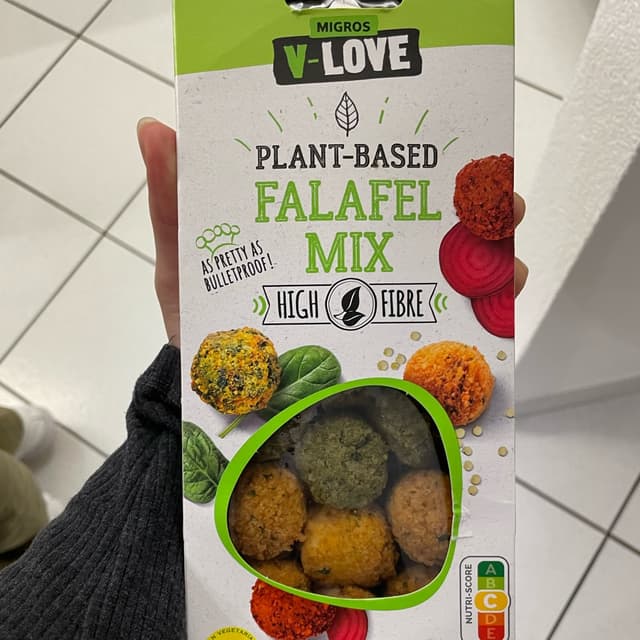 MIGROS
V-LOVE
PLANT-BASED
FALAFEL
MIX
AS PRETTY AS
BULLETPROOF!
HIGH FIBRE
NUTRI-SCORE
A
B
C
D
E